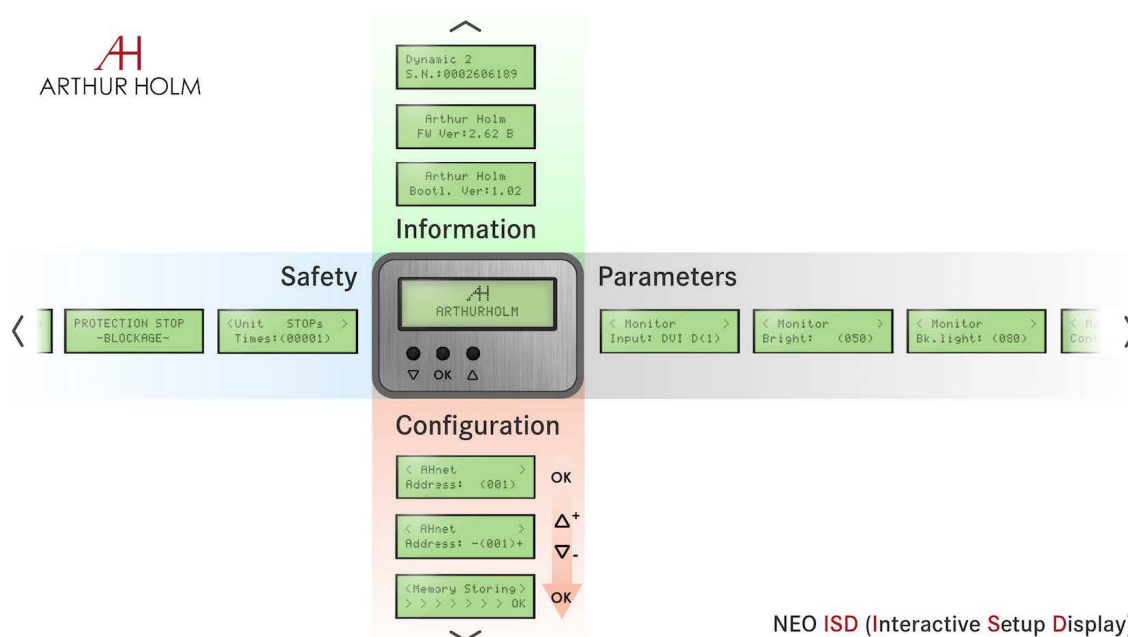 AH
ARTHUR HOLM
Dynamic 2
S.N.:0002606189
Arthur Holm
FW Ver:2.62 B
Arthur Holm
Bootl. Ver:1.02
Information
Safety
Parameters
>
PROTECTION STOP
-BLOCKAGE-
<Unit STOPs >
Times:(00001)
AH
ARTHURHOLM
▽ OK △
< Monitor >
Input: DVI D(1)
< Monitor >
Bright: (050)
< Monitor >
Bk.light: (080)
Cont
Configuration
< AHnet >
Address: (001)
OK
< AHnet >
Address: -(001)+
△+
▽-
<Memory Storing>
> > > > > > > OK
OK
NEO ISD (Interactive Setup Display)